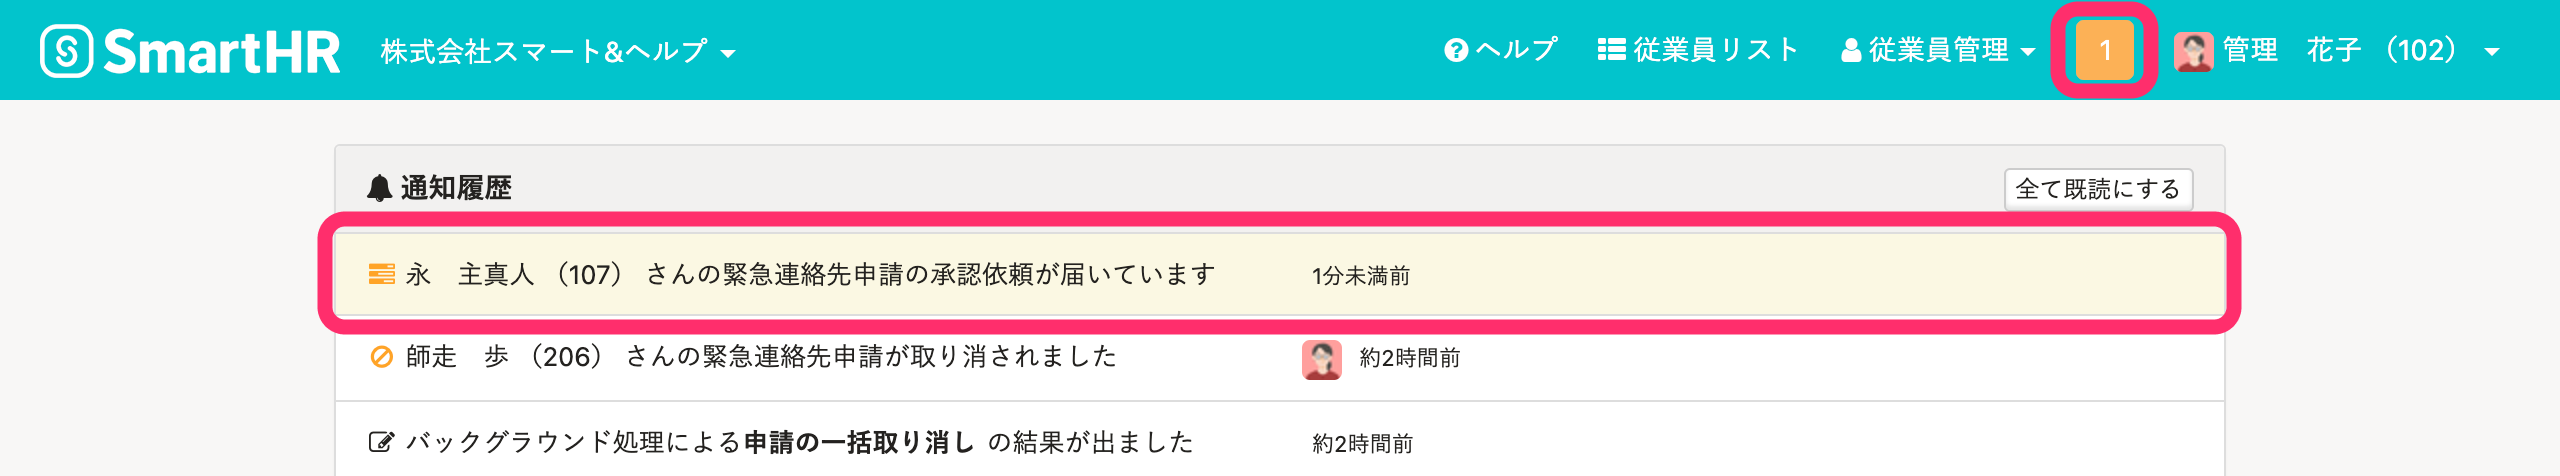 SmartHR 株式会社スマート&ヘルプ ヘルプ 従業員リスト 従業員管理 1 管理　花子 （102）
通知履歴 全て既読にする
永　主真人 （107） さんの緊急連絡先申請の承認依頼が届いています 1分未満前
師走　歩 （206） さんの緊急連絡先申請が取り消されました 約2時間前
バックグラウンド処理による申請の一括取り消し の結果が出ました 約2時間前